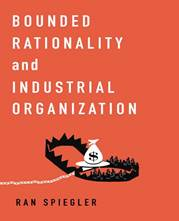 BOUNDED
RATIONALITY
and
INDUSTRIAL
ORGANIZATION
$
RAN SPIEGLER